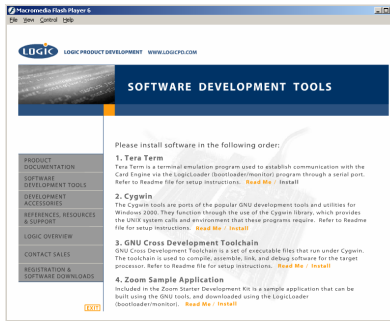 Macromedia Flash Player 6
File View Control Help
LOGIC
LOGIC PRODUCT DEVELOPMENT WWW.LOGICPD.COM
SOFTWARE DEVELOPMENT TOOLS
PRODUCT
DOCUMENTATION
SOFTWARE
DEVELOPMENT TOOLS
DEVELOPMENT
ACCESSORIES
REFERENCES, RESOURCES
& SUPPORT
LOGIC OVERVIEW
CONTACT SALES
REGISTRATION &
SOFTWARE DOWNLOADS
EXIT
Please install software in the following order:
1. Tera Term
Tera Term is a terminal emulation program used to establish communication with the
Card Engine via the LogicLoader (bootloader/monitor) program through a serial port.
Refer to Readme file for setup instructions. Read Me / Install
2. Cygwin
The Cygwin tools are ports of the popular GNU development tools and utilities for
Windows 2000. They function through the use of the Cygwin library, which provides
the UNIX system calls and environment that these programs require. Refer to Readme
file for setup instructions. Read Me / Install
3. GNU Cross Development Toolchain
GNU Cross Development Toolchain is a set of executable files that run under Cygwin.
The toolchain is used to compile, assemble, link, and debug software for the target
processor. Refer to Readme file for setup instructions. Read Me / Install
4. Zoom Sample Application
Included in the Zoom Starter Development Kit is a sample application that can be
built using the GNU tools, and downloaded using the LogicLoader
(bootloader/monitor). Read Me / Install